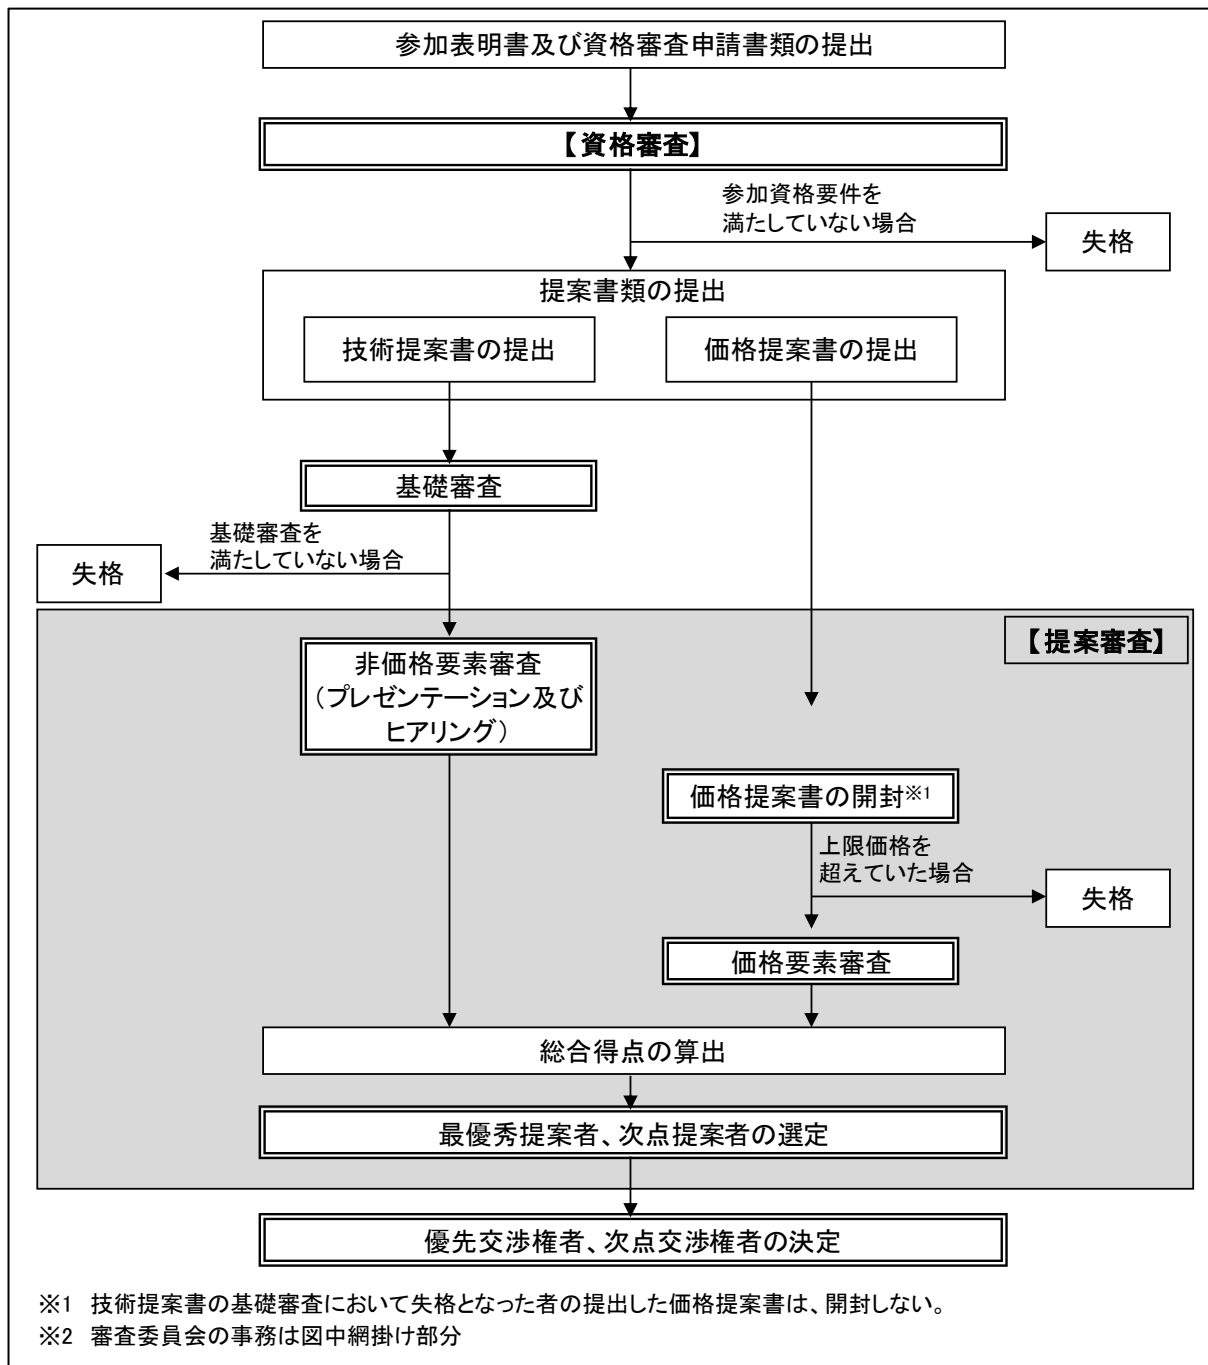 参加表明書及び資格審査申請書類の提出
【資格審査】
参加資格要件を
満たしていない場合
失格
提案書類の提出
技術提案書の提出
価格提案書の提出
基礎審査
基礎審査を
満たしていない場合
失格
【提案審査】
非価格要素審査
（プレゼンテーション及び
ヒアリング）
価格提案書の開封※1
上限価格を
超えていた場合
失格
価格要素審査
総合得点の算出
最優秀提案者、次点提案者の選定
優先交渉権者、次点交渉権者の決定
※1 技術提案書の基礎審査において失格となった者の提出した価格提案書は、開封しない。
※2 審査委員会の事務は図中網掛け部分